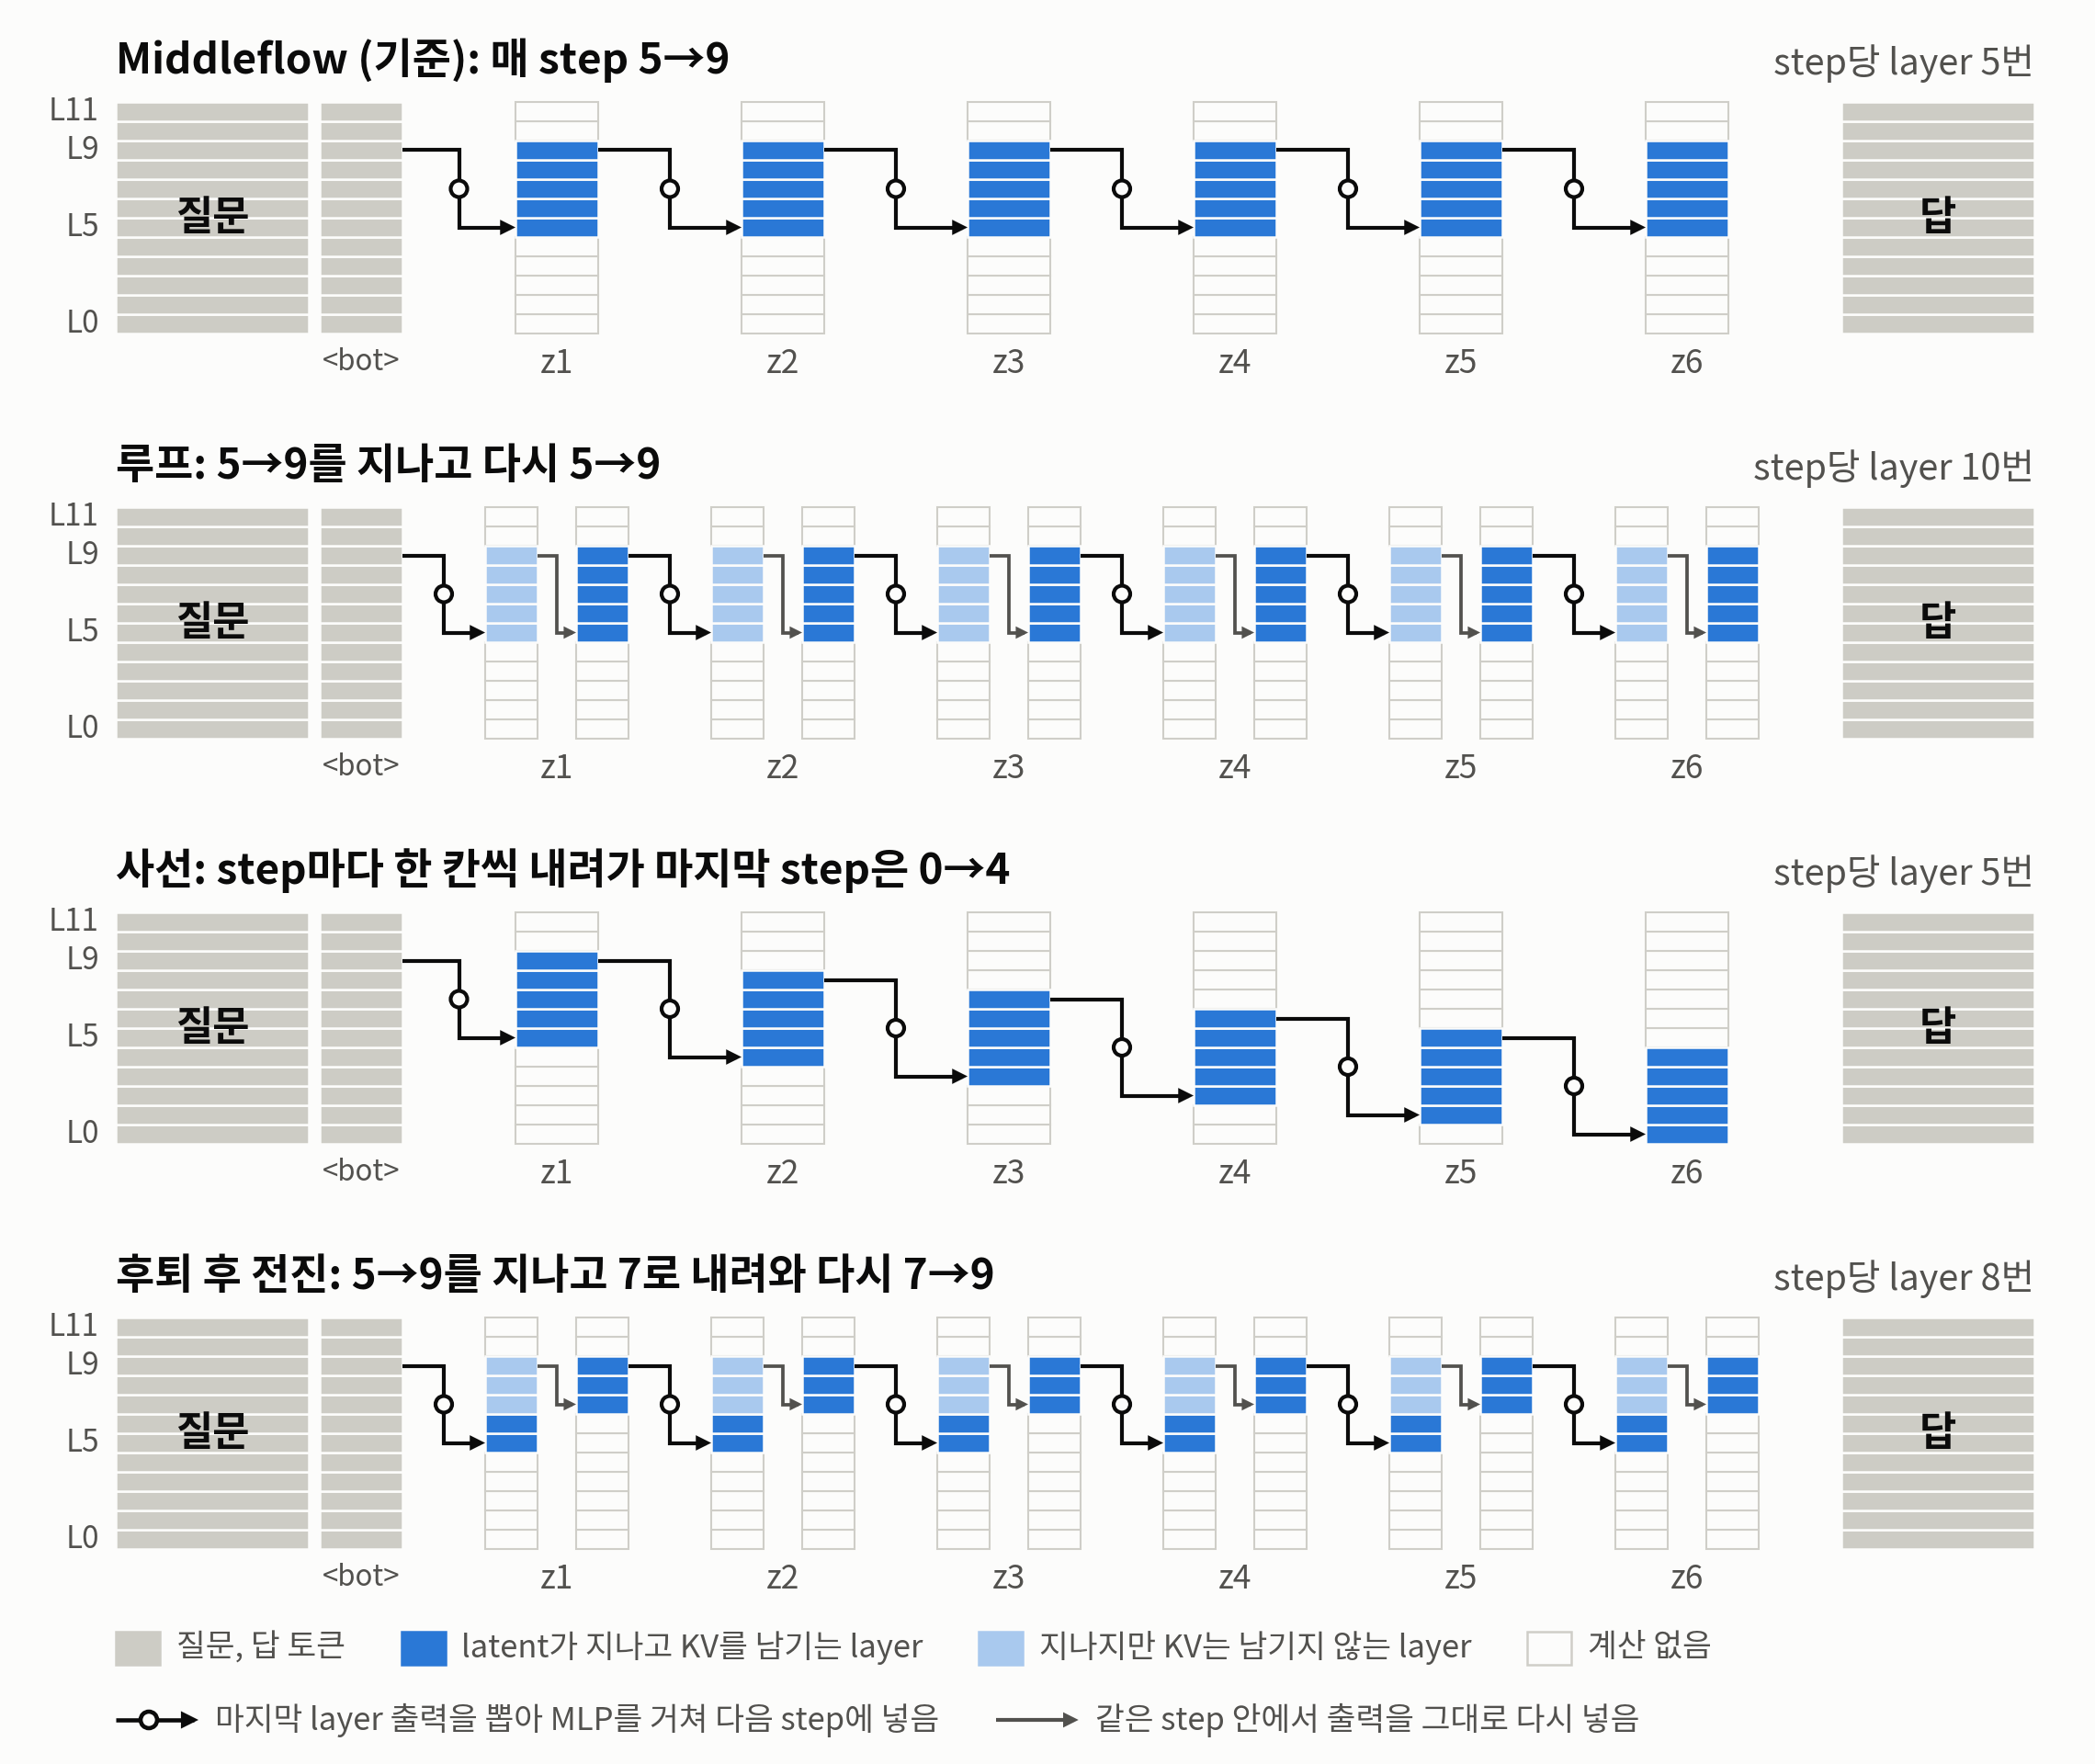 Middleflow (기준): 매 step 5→9
step당 layer 5번
L11
L9
L5
L0
질문
답
<bot>
z1
z2
z3
z4
z5
z6
루프: 5→9를 지나고 다시 5→9
step당 layer 10번
L11
L9
L5
L0
질문
답
<bot>
z1
z2
z3
z4
z5
z6
사선: step마다 한 칸씩 내려가 마지막 step은 0→4
step당 layer 5번
L11
L9
L5
L0
질문
답
<bot>
z1
z2
z3
z4
z5
z6
후퇴 후 전진: 5→9를 지나고 7로 내려와 다시 7→9
step당 layer 8번
L11
L9
L5
L0
질문
답
<bot>
z1
z2
z3
z4
z5
z6
질문, 답 토큰
latent가 지나고 KV를 남기는 layer
지나지만 KV는 남기지 않는 layer
계산 없음
마지막 layer 출력을 뽑아 MLP를 거쳐 다음 step에 넣음
같은 step 안에서 출력을 그대로 다시 넣음